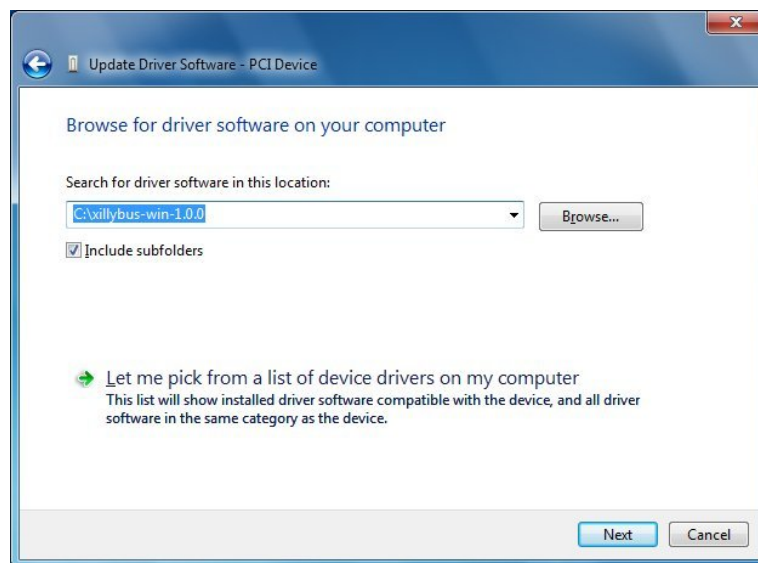 Update Driver Software - PCI Device
Browse for driver software on your computer
Search for driver software in this location:
C:\xillybus-win-1.0.0
Browse...
Include subfolders
Let me pick from a list of device drivers on my computer
This list will show installed driver software compatible with the device, and all driver
software in the same category as the device.
Next
Cancel